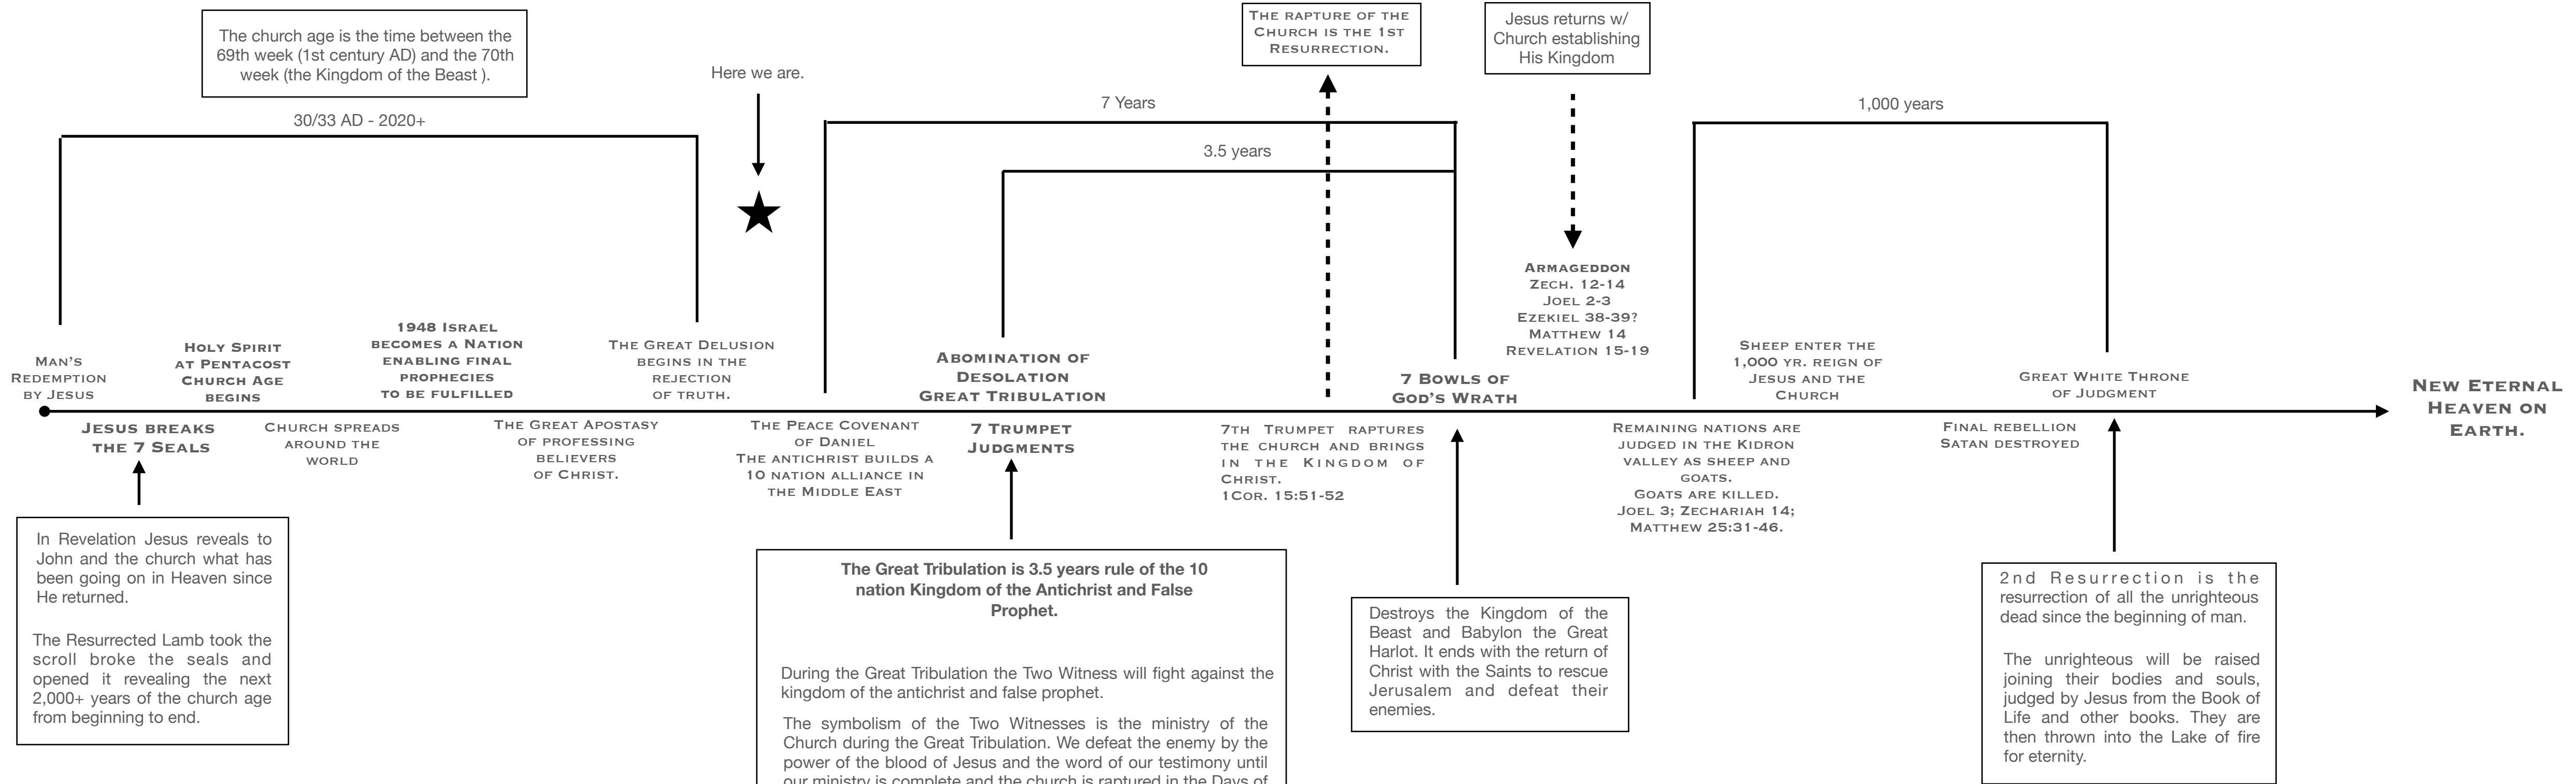 The church age is the time between the
69th week (1st century AD) and the 70th
week (the Kingdom of the Beast ).
30/33 AD - 2020+
Here we are.
7 Years
3.5 years
THE RAPTURE OF THE
CHURCH IS THE 1ST
RESURRECTION.
Jesus returns w/
Church establishing
His Kingdom
1,000 years
MAN'S
REDEMPTION
BY JESUS
HOLY SPIRIT
AT PENTACOST
CHURCH AGE
BEGINS
1948 ISRAEL
BECOMES A NATION
ENABLING FINAL
PROPHECIES
TO BE FULFILLED
THE GREAT DELUSION
BEGINS IN THE
REJECTION
OF TRUTH.
ABOMINATION OF
DESOLATION
GREAT TRIBULATION
7 BOWLS OF
GOD'S WRATH
ARMAGEDDON
ZECH. 12-14
JOEL 2-3
EZEKIEL 38-39?
MATTHEW 14
REVELATION 15-19
SHEEP ENTER THE
1,000 YR. REIGN OF
JESUS AND THE
CHURCH
GREAT WHITE THRONE
OF JUDGMENT
NEW ETERNAL
HEAVEN ON
EARTH.
JESUS BREAKS
THE 7 SEALS
CHURCH SPREADS
AROUND THE
WORLD
THE GREAT APOSTASY
OF PROFESSING
BELIEVERS
OF CHRIST.
THE PEACE COVENANT
OF DANIEL
THE ANTICHRIST BUILDS A
10 NATION ALLIANCE IN
THE MIDDLE EAST
7 TRUMPET
JUDGMENTS
7TH TRUMPET RAPTURES
THE CHURCH AND BRINGS
IN THE KINGDOM OF
CHRIST.
1COR. 15:51-52
REMAINING NATIONS ARE
JUDGED IN THE KIDRON
VALLEY AS SHEEP AND
GOATS.
GOATS ARE KILLED.
JOEL 3; ZECHARIAH 14;
MATTHEW 25:31-46.
FINAL REBELLION
SATAN DESTROYED
In Revelation Jesus reveals to
John and the church what has
been going on in Heaven since
He returned.
The Resurrected Lamb took the
scroll broke the seals and
opened it revealing the next
2,000+ years of the church age
from beginning to end.
The Great Tribulation is 3.5 years rule of the 10
nation Kingdom of the Antichrist and False
Prophet.
During the Great Tribulation the Two Witness will fight against the
kingdom of the antichrist and false prophet.
The symbolism of the Two Witnesses is the ministry of the
Church during the Great Tribulation. We defeat the enemy by the
power of the blood of Jesus and the word of our testimony until
our ministry is complete and the church is raptured in the Days of
Destroys the Kingdom of the
Beast and Babylon the Great
Harlot. It ends with the return of
Christ with the Saints to rescue
Jerusalem and defeat their
enemies.
2nd Resurrection is the
resurrection of all the unrighteous
dead since the beginning of man.
The unrighteous will be raised
joining their bodies and souls,
judged by Jesus from the Book of
Life and other books. They are
then thrown into the Lake of fire
for eternity.